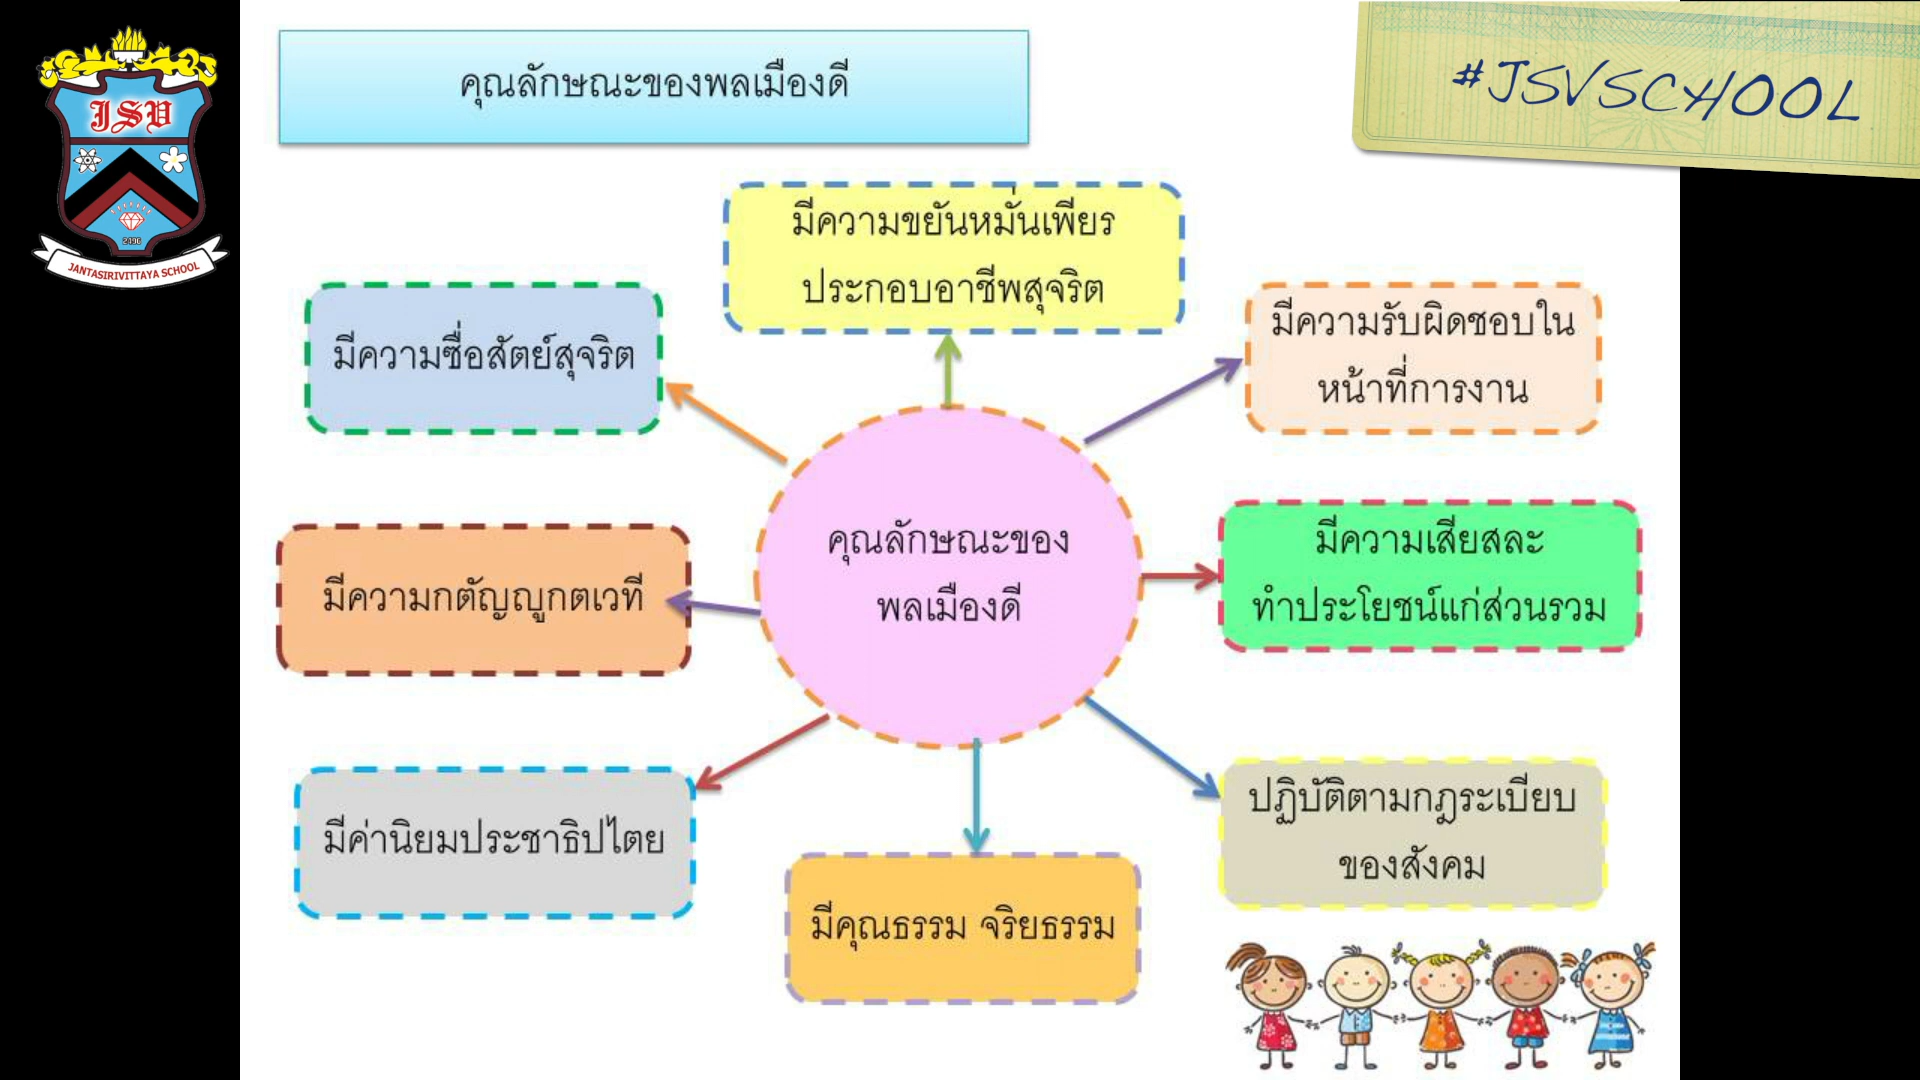 JSV
2496
JANTASIRIVITTAYA SCHOOL
คุณลักษณะของพลเมืองดี
#JSVSCHOOL
มีความขยันหมั่นเพียร
ประกอบอาชีพสุจริต
มีความซื่อสัตย์สุจริต
มีความรับผิดชอบใน
หน้าที่การงาน
คุณลักษณะของ
พลเมืองดี
มีความกตัญญูกตเวที
มีความเสียสละ
ทำประโยชน์แก่ส่วนรวม
มีค่านิยมประชาธิปไตย
มีคุณธรรม จริยธรรม
ปฏิบัติตามกฎระเบียบ
ของสังคม